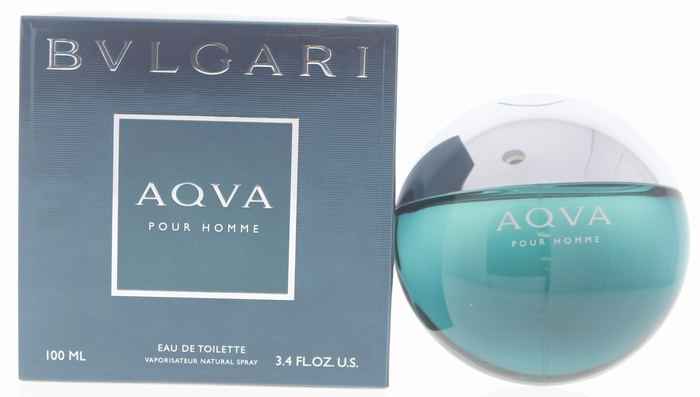 BVLGARI
AQVA
POUR HOMME
EAU DE TOILETTE
100 ML VAPORISATEUR NATURAL SPRAY 3.4 FL.OZ. U.S.
AQVA
POUR HOMME